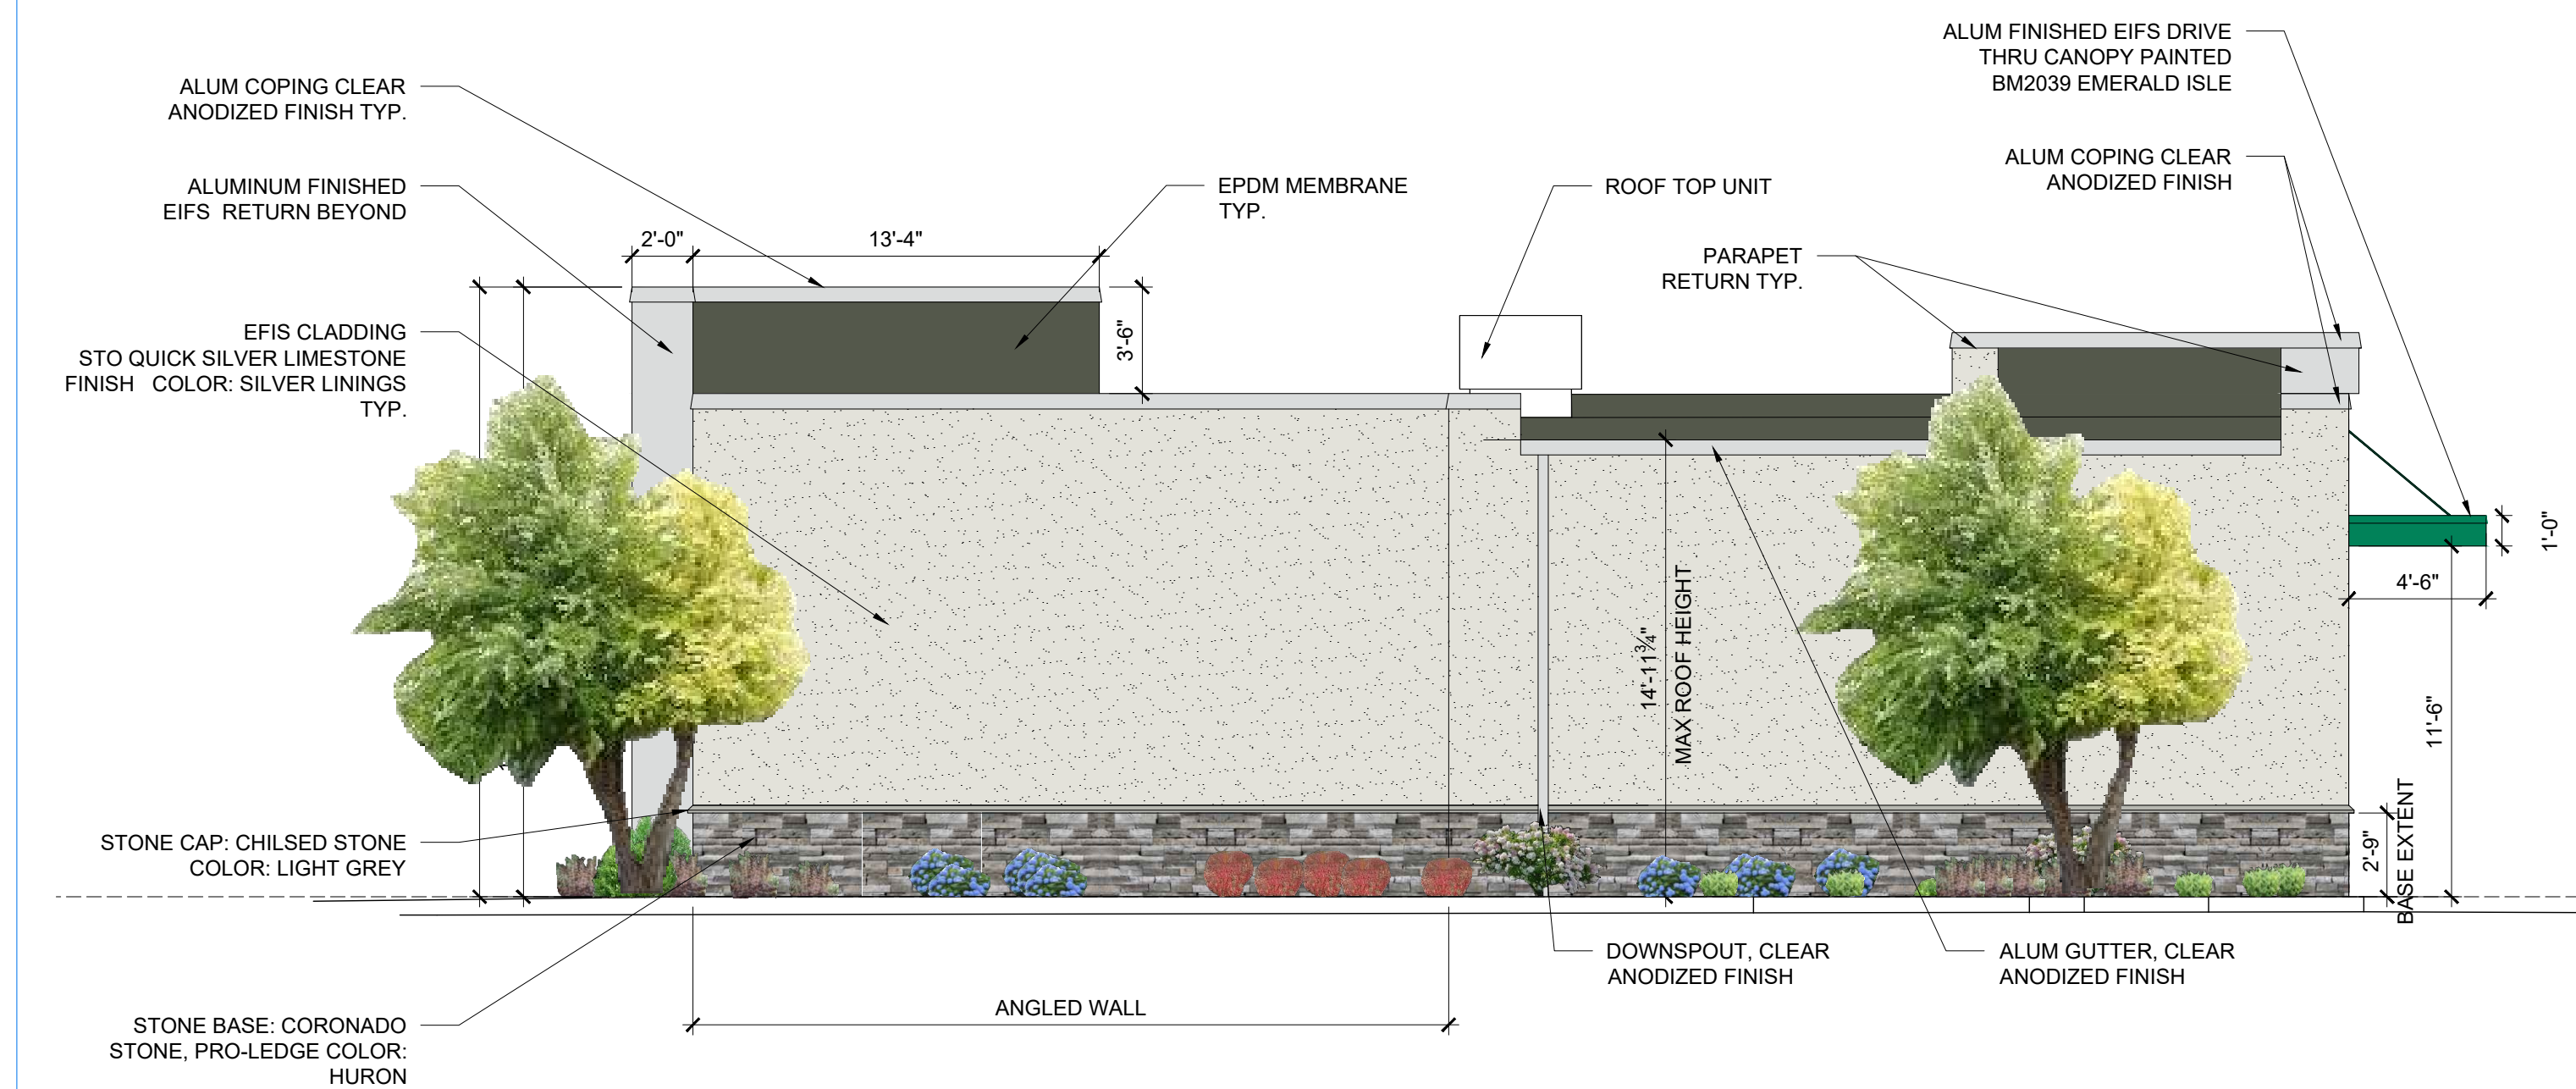 ALUM FINISHED EIFS DRIVE
THRU CANOPY PAINTED
BM2039 EMERALD ISLE
ALUM COPING CLEAR
ANODIZED FINISH TYP.
ALUM COPING CLEAR
ANODIZED FINISH
ALUMINUM FINISHED
EIFS RETURN BEYOND
EPDM MEMBRANE
TYP.
ROOF TOP UNIT
2'-0"
13'-4"
PARAPET
RETURN TYP.
3'-6"
EFIS CLADDING
STO QUICK SILVER LIMESTONE
FINISH COLOR: SILVER LININGS
TYP.
1'-0"
4'-6"
14'-11¾"
MAX ROOF HEIGHT
11'-6"
2'-9"
BASE EXTENT
STONE CAP: CHILSED STONE
COLOR: LIGHT GREY
DOWNSPOUT, CLEAR
ANODIZED FINISH
ALUM GUTTER, CLEAR
ANODIZED FINISH
ANGLED WALL
STONE BASE: CORONADO
STONE, PRO-LEDGE COLOR:
HURON